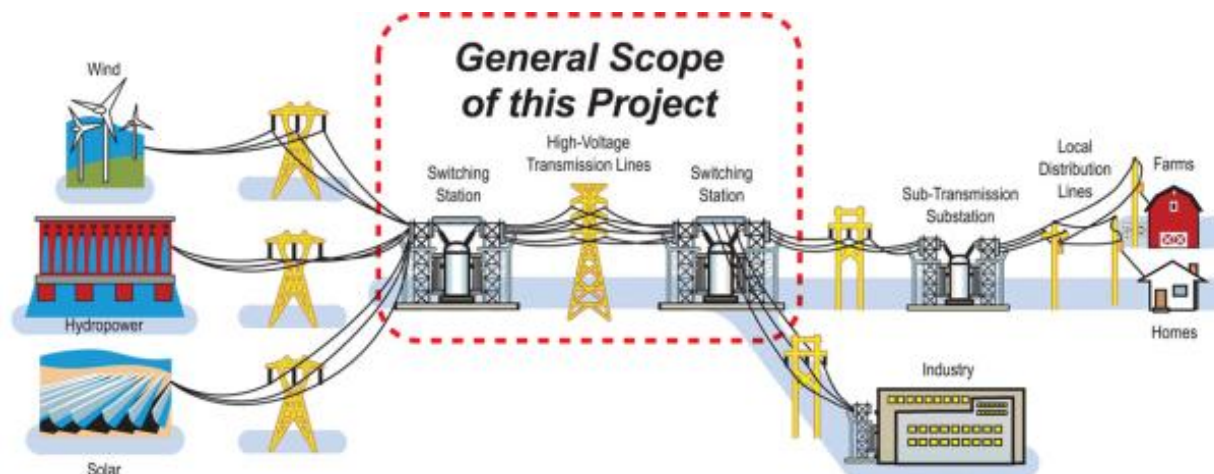 General Scope
of this Project
Wind
High-Voltage
Transmission Lines
Switching
Station
Switching
Station
Sub-Transmission
Substation
Local
Distribution
Lines
Farms
Hydropower
Homes
Industry
Solar